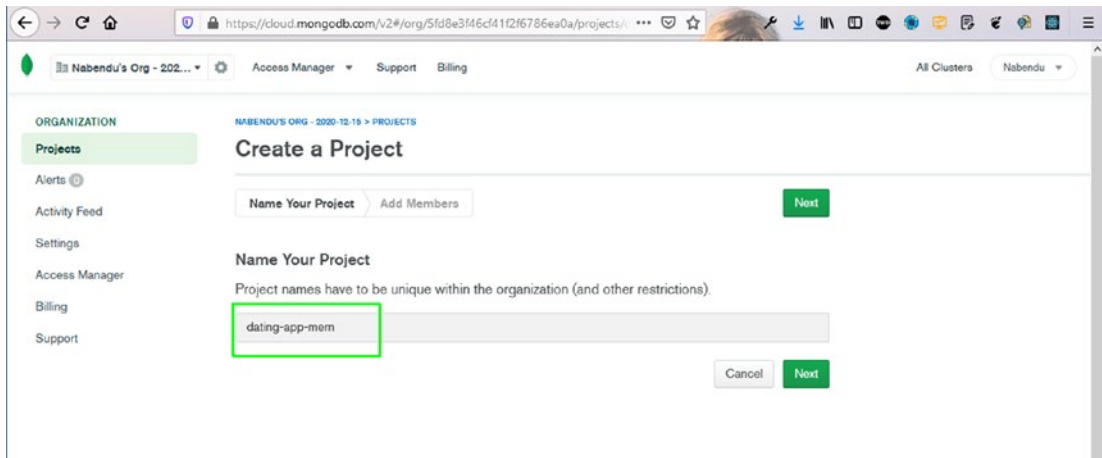 https://cloud.mongodb.com/v2#/org/5fd8e3f46cf41f2f6786ea0a/projects/
Nabendu's Org - 202...
Access Manager
Support
Billing
All Clusters
Nabendu
ORGANIZATION
Projects
Alerts 0
Activity Feed
Settings
Access Manager
Billing
Support
NABENDU'S ORG - 2020-12-15 > PROJECTS
Create a Project
Name Your Project
Add Members
Next
Name Your Project
Project names have to be unique within the organization (and other restrictions).
dating-app-mern
Cancel
Next